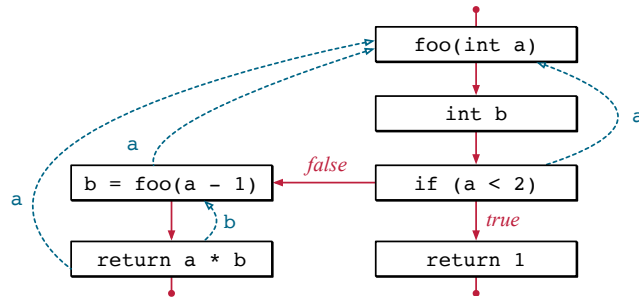 foo(int a)
int b
a
a
false
b = foo(a - 1)
if (a < 2)
a
b
true
return a * b
return 1